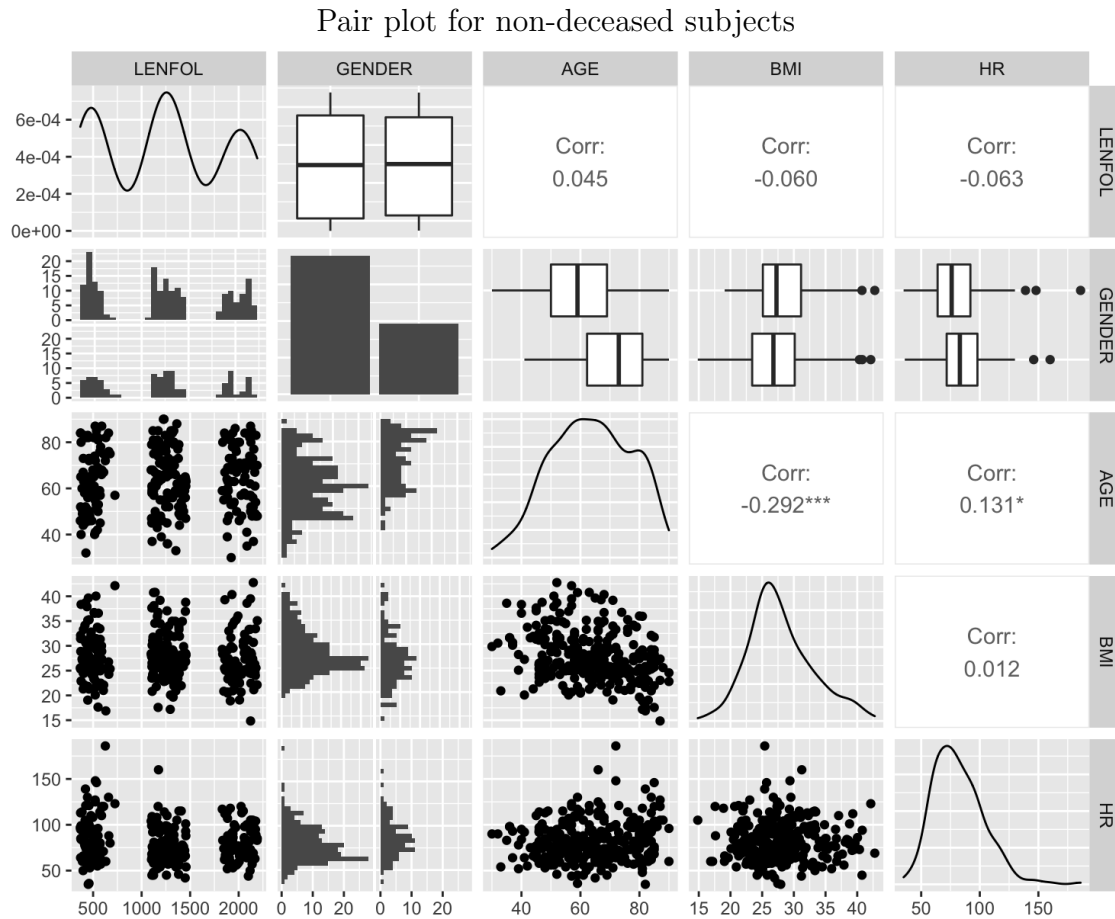 Pair plot for non-deceased subjects
LENFOL GENDER AGE BMI HR
6e-04
4e-04
2e-04
0e+00
Corr:
0.045
Corr:
-0.060
Corr:
-0.063
LENFOL
20
15
10
5
0
20
15
10
5
0
GENDER
80
60
40
Corr:
-0.292***
Corr:
0.131*
AGE
40
35
30
25
20
15
Corr:
0.012
BMI
150
100
50
HR
500 1000 1500 2000 0 10 20 0 10 20 40 60 80 15 20 25 30 35 40 50 100 150